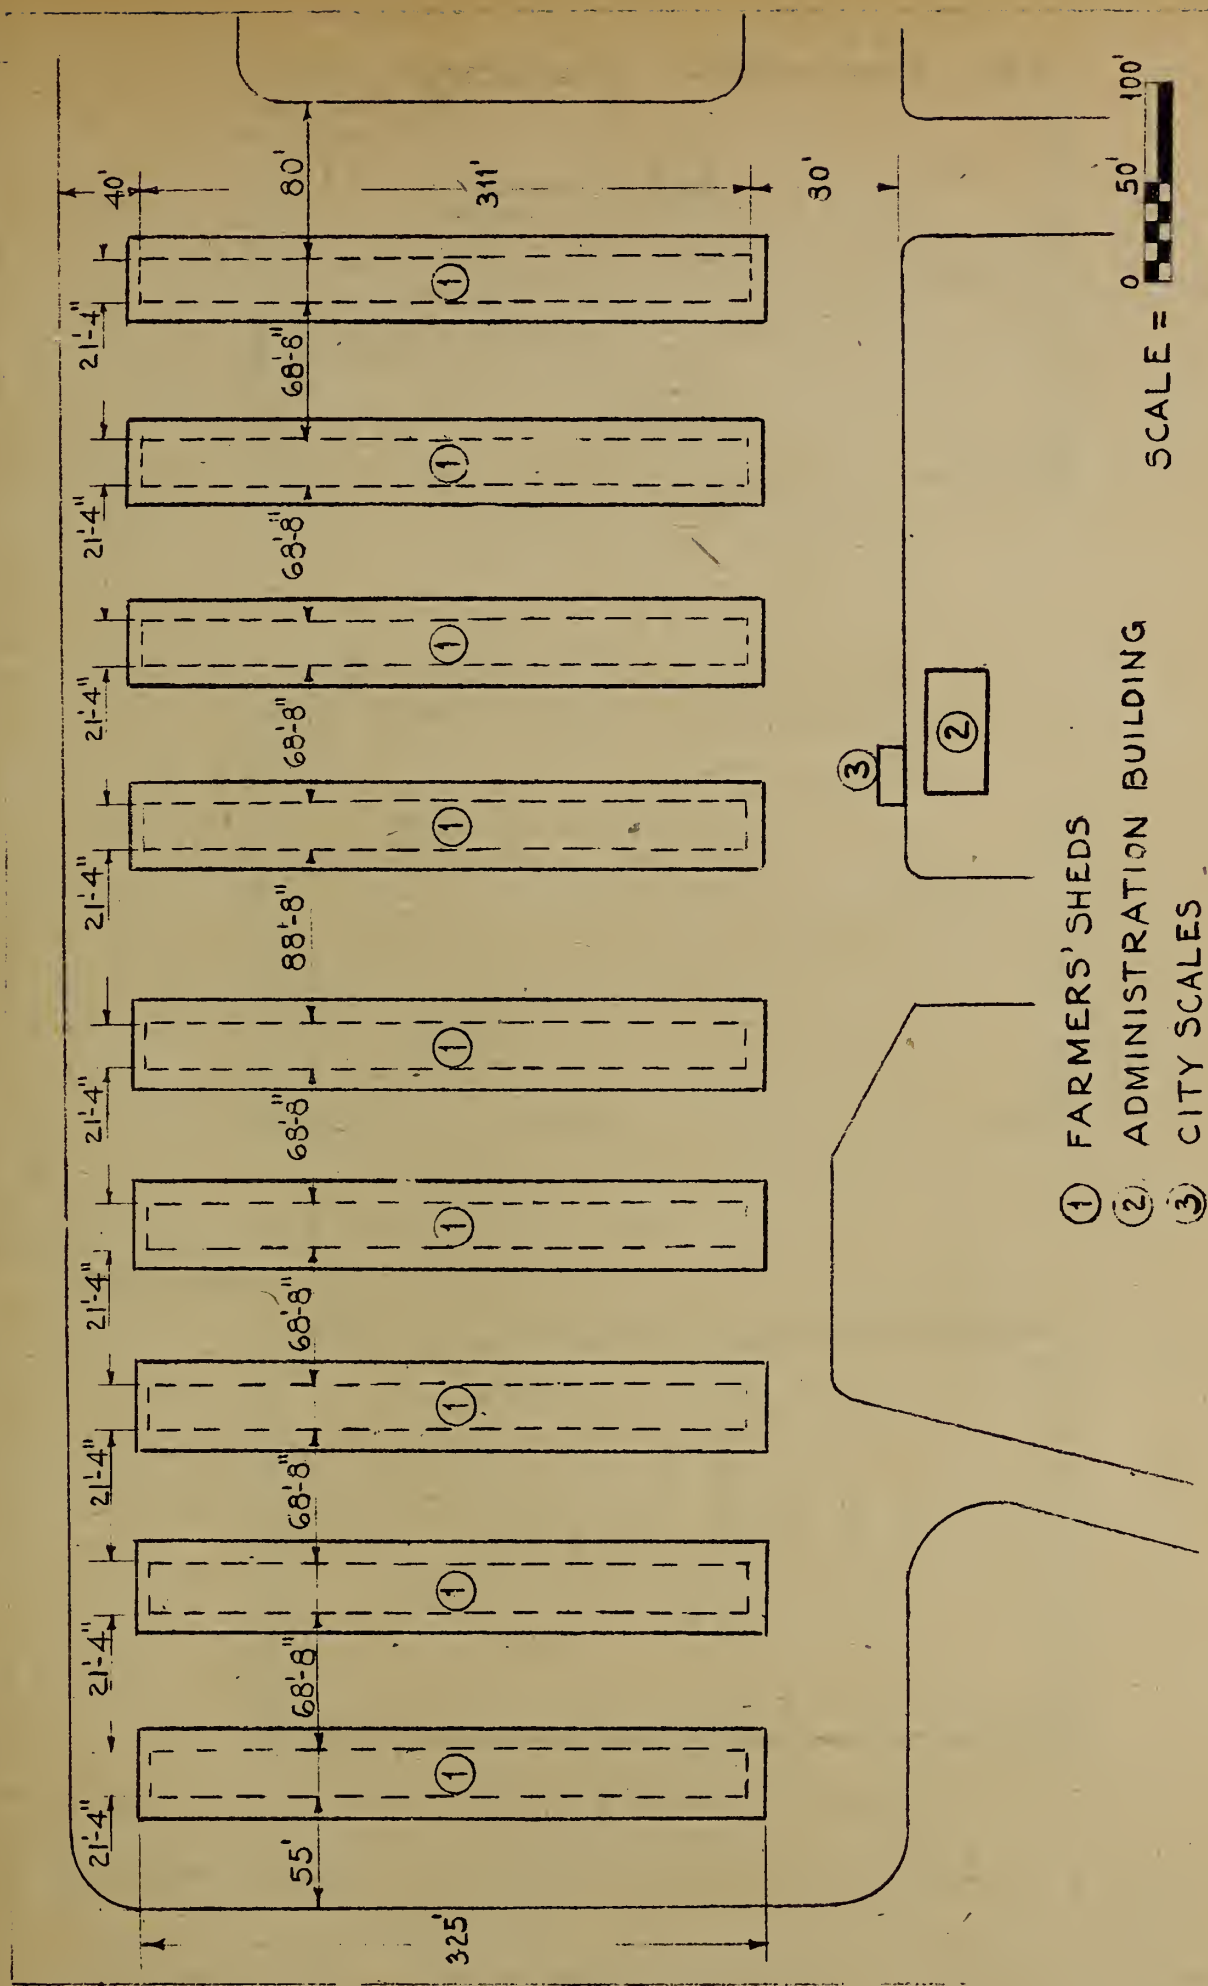 21'-4" 21'-4" 21'-4" 21'-4" 21'-4" 21'-4" 21'-4" 21'-4" 21'-4" 40'
55' 68'-8" 68'-8" 68'-8" 68'-8" 88'-8" 68'-8" 68'-8" 68'-8" 80'
325' ① ① ① ① ① ① ① ① ① 311'
80'
③
②
① FARMERS' SHEDS
② ADMINISTRATION BUILDING
③ CITY SCALES
0 50' 100'
SCALE =